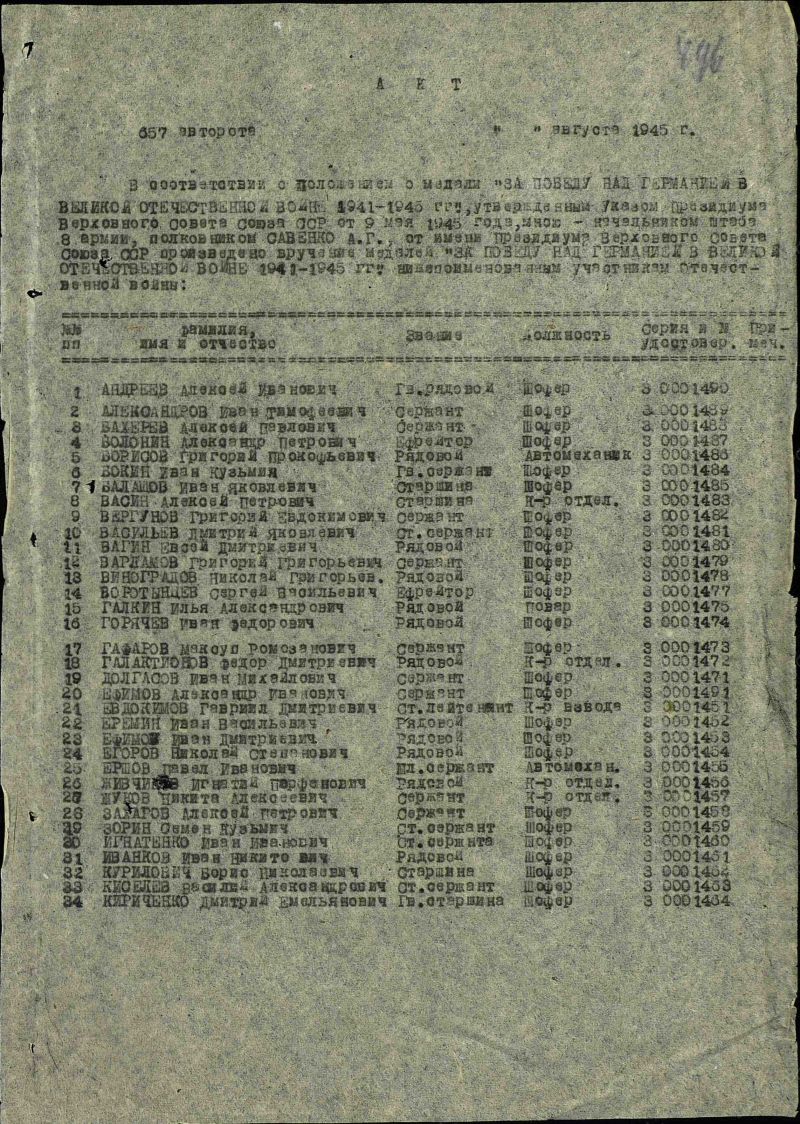 7
496
А К Т
657 авторота " " августа 1945 г.
В соответствии с Положением о медали "ЗА ПОБЕДУ НАД ГЕРМАНИЕЙ В
ВЕЛИКОЙ ОТЕЧЕСТВЕННОЙ ВОЙНЕ 1941-1945 гг", утвержденным Указом Президиума
Верховного Совета Союза ССР от 9 мая 1945 года, мною - начальником штаба
8 армии, полковником САВЕНКО А.Г., от имени Президиума Верховного Совета
Союза ССР произведено вручение медалей "ЗА ПОБЕДУ НАД ГЕРМАНИЕЙ В ВЕЛИКОЙ
ОТЕЧЕСТВЕННОЙ ВОЙНЕ 1941-1945 гг" нижепоименованным участникам Отечест-
венной войны:
№№ Фамилия, Звание Должность Серия и № При-
пп имя и отчество Удостовер. меч.
1 АНДРЕЕВ Алексей Иванович Гв.рядовой Шофер З 0001490
2 АЛЕКСАНДРОВ Иван Тимофеевич Сержант Шофер З 0001489
3 БАХЕРЕВ Алексей Павлович Сержант Шофер З 0001488
4 БОЛОНИН Александр Петрович Ефрейтор Шофер З 0001487
5 БОРИСОВ Григорий Прокофьевич Рядовой Автомеханик З 0001486
6 БОКИН Иван Кузьмич Гв.сержант Шофер З 0001484
7 БАЛАШОВ Иван Яковлевич Старшина Шофер З 0001485
8 ВАСИН Алексей Петрович Старшина К-р отдел. З 0001483
9 ВЕРГУНОВ Григорий Евдокимович Сержант Шофер З 0001482
10 ВАСИЛЬЕВ Дмитрий Яковлевич Ст.сержант Шофер З 0001481
11 ВАГИН Евсей Дмитриевич Рядовой Шофер З 0001480
12 ВАРЛАМОВ Григорий Григорьевич Сержант Шофер З 0001479
13 ВИНОГРАДОВ Николай Григорьев. Рядовой Шофер З 0001478
14 ВОРОТЫНЦЕВ Сергей Васильевич Ефрейтор Шофер З 0001477
15 ГАЛКИН Илья Александрович Рядовой Повар З 0001475
16 ГОРЯЧЕВ Иван Федорович Рядовой Шофер З 0001474
17 ГАФАРОВ Максуп Ромозанович Сержант Шофер З 0001473
18 ГАЛАКТИОНОВ Федор Дмитриевич Рядовой К-р отдел. З 0001472
19 ДОЛГАСОВ Иван Михайлович Сержант Шофер З 0001471
20 ЕФИМОВ Александр Иванович Сержант Шофер З 0001491
21 ЕВДОКИМОВ Гавриил Дмитриевич Ст.лейтенант К-р взвода З 0001451
22 ЕРЕМИН Иван Васильевич Рядовой Шофер З 0001452
23 ЕФИМОВ Иван Дмитриевич Рядовой Шофер З 0001453
24 ЕГОРОВ Николай Степанович Рядовой Шофер З 0001454
25 ЕРШОВ Павел Иванович Мл.сержант Автомехан. З 0001455
26 ЖИВЧИКОВ Игнатий Парфенович Рядовой К-р отдел. З 0001456
27 ЖУКОВ Никита Алексеевич Сержант К-р отдел. З 0001457
28 ЗАХАРОВ Алексей Петрович Сержант Шофер З 0001458
29 ЗОРИН Семен Кузьмич Ст.сержант Шофер З 0001459
30 ИГНАТЕНКО Иван Иванович Ст.сержнта Шофер З 0001460
31 ИВАНКОВ Иван Никито вич Рядовой Шофер З 0001461
32 КУРИЛОВИЧ Борис Николаевич Старшина Шофер З 0001462
33 КИСЕЛЕВ Василий Александрович Ст.сержант Шофер З 0001463
34 КИРИЧЕНКО Дмитрий Емельянович Гв.старшина Шофер З 0001464